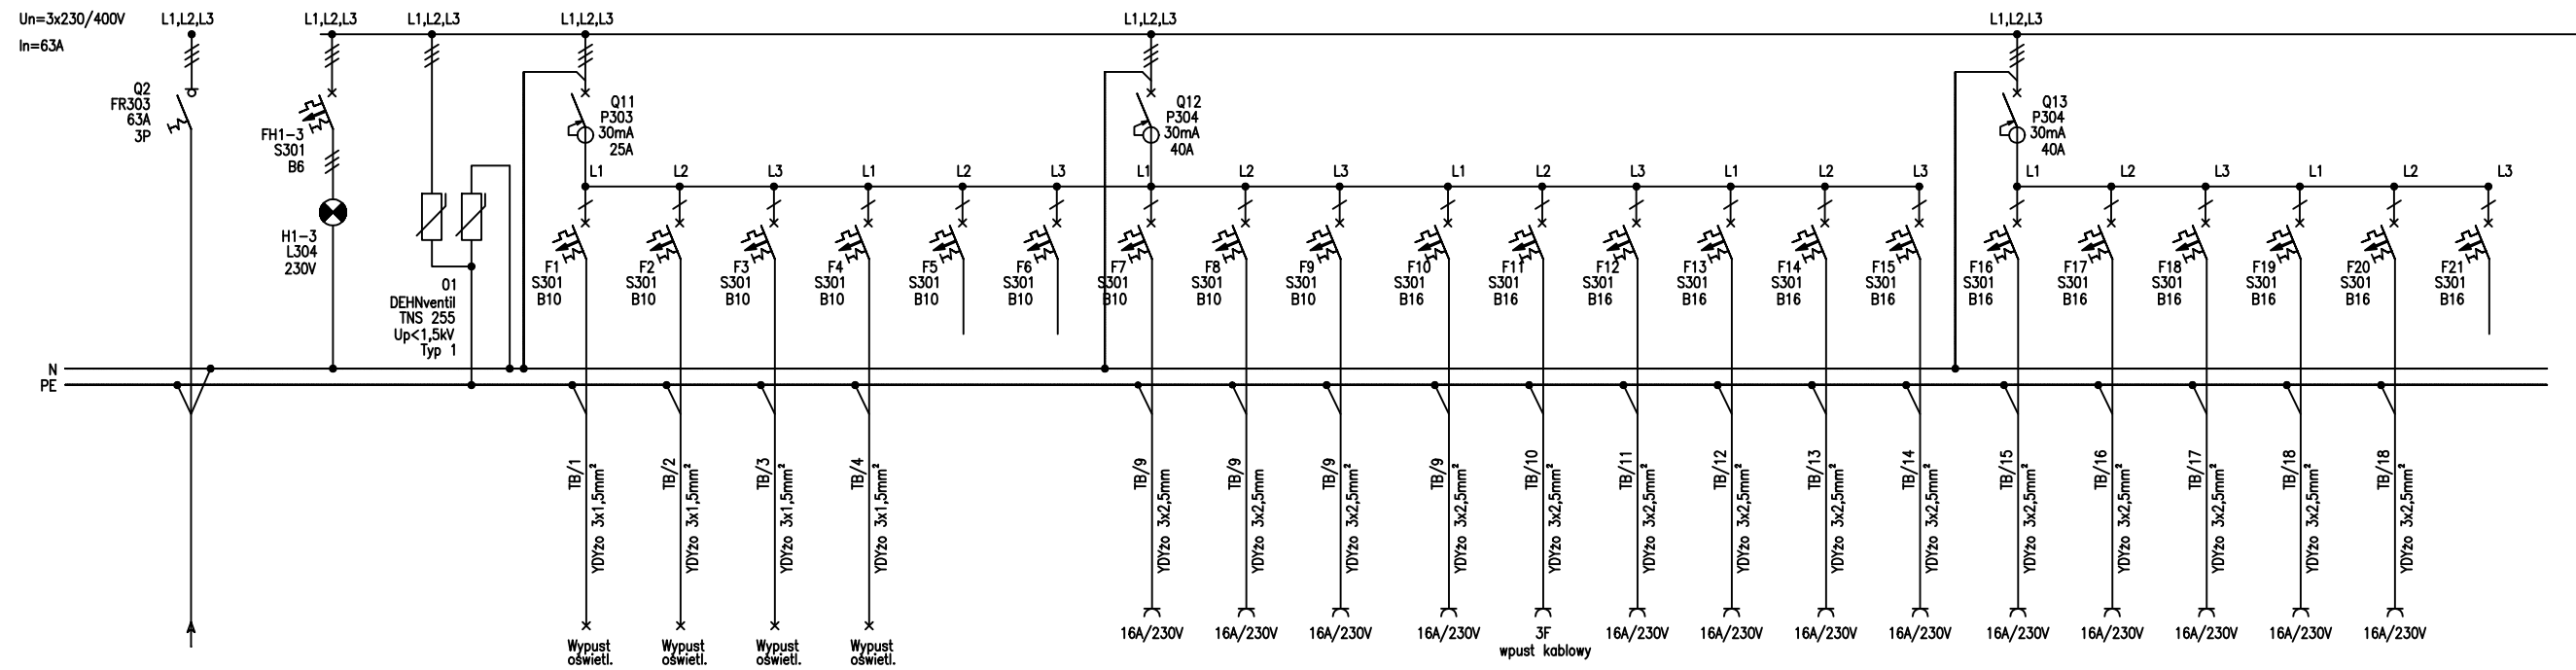 Un=3x230/400V
In=63A
L1,L2,L3
L1,L2,L3
L1,L2,L3
L1,L2,L3
L1,L2,L3
L1,L2,L3
Q2
FR303
63A
3P
FH1-3
S301
B6
H1-3
L304
230V
O1
DEHNventil
TNS 255
Up<1,5kV
Typ 1
Q11
P303
30mA
25A
Q12
P304
30mA
40A
Q13
P304
30mA
40A
L1
L2
L3
L1
L2
L3
L1
L2
L3
L1
L2
L3
L1
L2
L3
L1
L2
L3
L1
L2
L3
F1
S301
B10
F2
S301
B10
F3
S301
B10
F4
S301
B10
F5
S301
B10
F6
S301
B10
F7
S301
B10
F8
S301
B10
F9
S301
B10
F10
S301
B16
F11
S301
B16
F12
S301
B16
F13
S301
B16
F14
S301
B16
F15
S301
B16
F16
S301
B16
F17
S301
B16
F18
S301
B16
F19
S301
B16
F20
S301
B16
F21
S301
B16
N
PE
TB/1
YDYżo 3x1,5mm²
TB/2
YDYżo 3x1,5mm²
TB/3
YDYżo 3x1,5mm²
TB/4
YDYżo 3x1,5mm²
TB/9
YDYżo 3x2,5mm
TB/9
YDYżo 3x2,5mm
TB/9
YDYżo 3x2,5mm²
TB/9
YDYżo 3x2,5mm²
TB/10
YDYżo 3x2,5mm²
TB/11
YDYżo 3x2,5mm²
TB/12
YDYżo 3x2,5mm²
TB/13
YDYżo 3x2,5mm²
TB/14
YDYżo 3x2,5mm²
TB/15
YDYżo 3x2,5mm²
TB/16
YDYżo 3x2,5mm²
TB/17
YDYżo 3x2,5mm²
TB/18
YDYżo 3x2,5mm²
TB/18
YDYżo 3x2,5mm²
Wypust
oświetl.
Wypust
oświetl.
Wypust
oświetl.
Wypust
oświetl.
16A/230V
16A/230V
16A/230V
16A/230V
3F
wpust kablowy
16A/230V
16A/230V
16A/230V
16A/230V
16A/230V
16A/230V
16A/230V
16A/230V
16A/230V